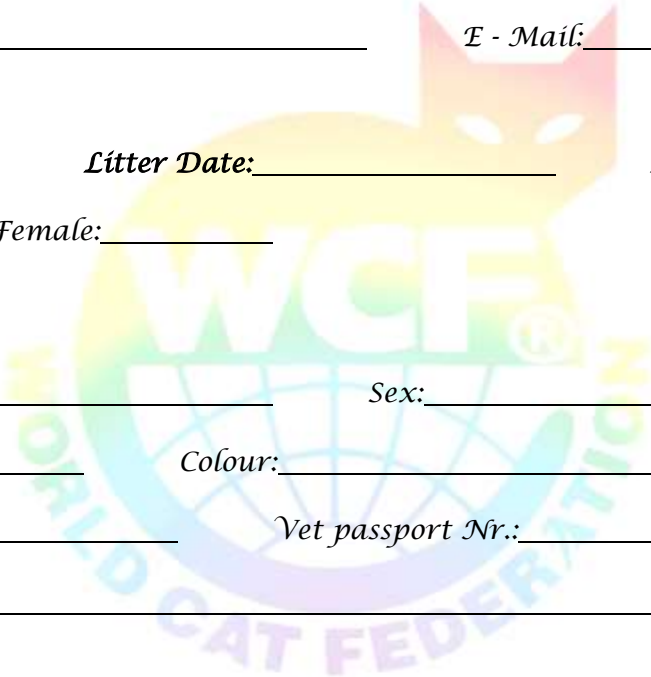 E - Mail:
Litter Date:
Female:
WCF®
Sex:
Colour:
Vet passport Nr.:
WORLD CAT FEDERATION